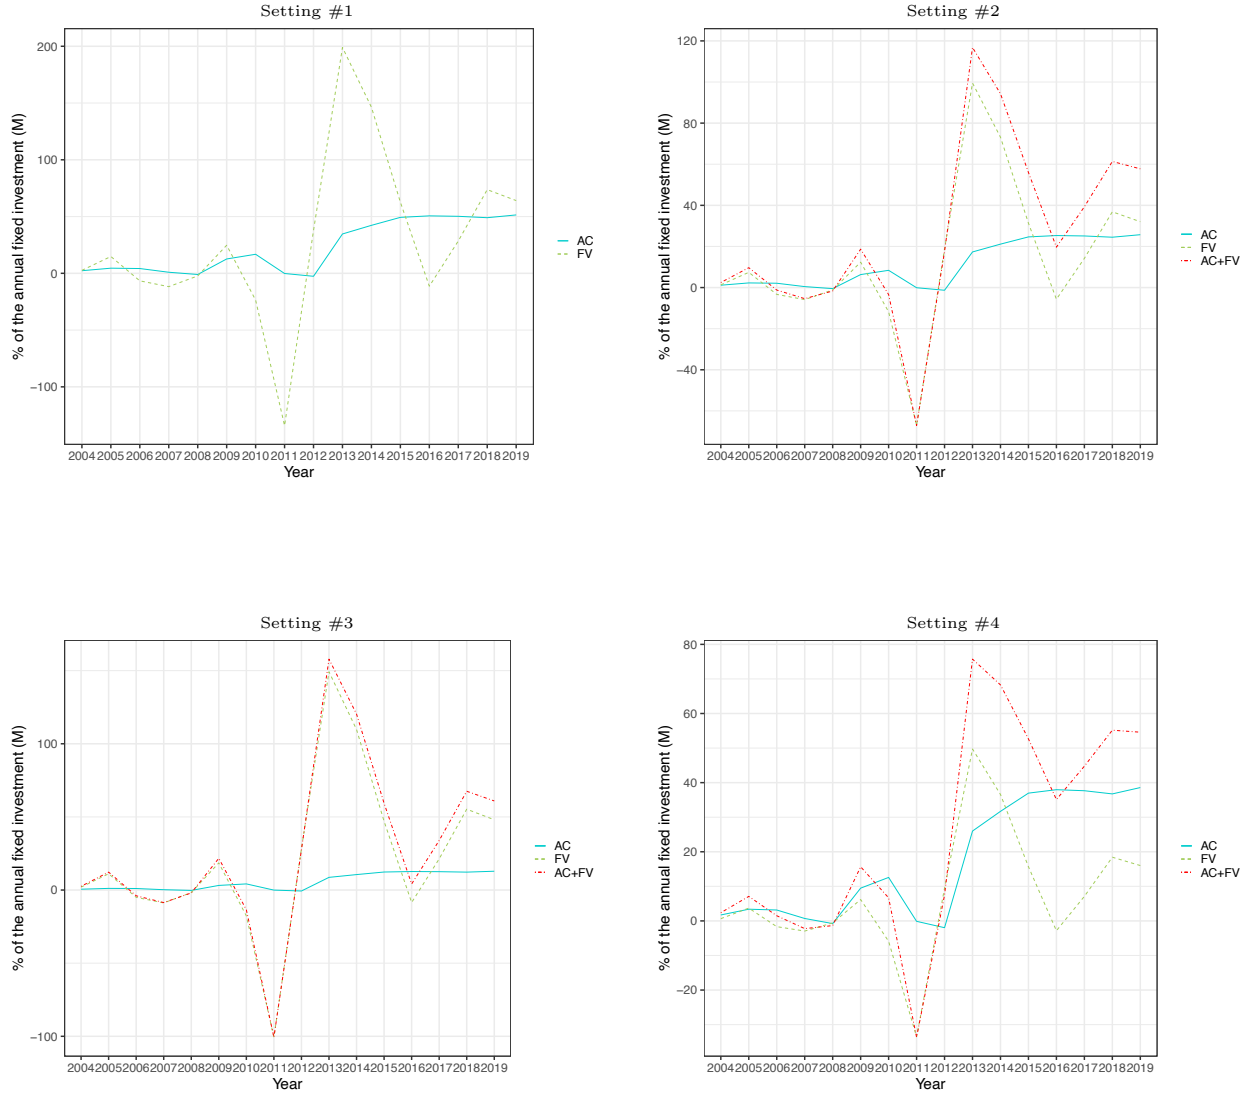 Setting #1
% of the annual fixed investment (M)
200
100
0
−100
2004 2005 2006 2007 2008 2009 2010 2011 2012 2013 2014 2015 2016 2017 2018 2019
Year
AC
FV
Setting #2
% of the annual fixed investment (M)
120
80
40
0
−40
2004 2005 2006 2007 2008 2009 2010 2011 2012 2013 2014 2015 2016 2017 2018 2019
Year
AC
FV
AC+FV
Setting #3
% of the annual fixed investment (M)
100
0
−100
2004 2005 2006 2007 2008 2009 2010 2011 2012 2013 2014 2015 2016 2017 2018 2019
Year
AC
FV
AC+FV
Setting #4
% of the annual fixed investment (M)
80
60
40
20
0
−20
2004 2005 2006 2007 2008 2009 2010 2011 2012 2013 2014 2015 2016 2017 2018 2019
Year
AC
FV
AC+FV